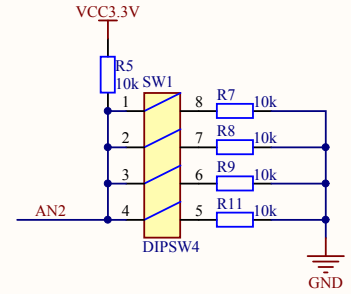 VCC3.3V
R5
10k
SW1
1 8 R7 10k
2 7 R8 10k
3 6 R9 10k
AN2 4 5 R11 10k
DIPSW4
GND